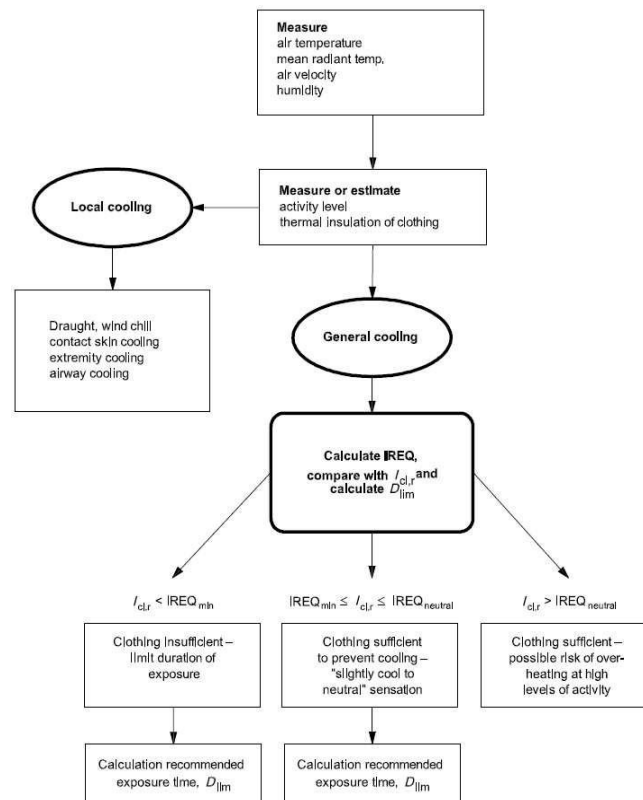 Measure
air temperature
mean radiant temp.
air velocity
humidity
Local cooling
Measure or estimate
activity level
thermal insulation of clothing
Draught, wind chill
contact skin cooling
extremity cooling
airway cooling
General cooling
Calculate IREQ,
compare with Icl,r and
calculate Dlim
Icl,r < IREQmin
IREQmin ≤ Icl,r ≤ IREQneutral
Icl,r > IREQneutral
Clothing insufficient –
limit duration of
exposure
Clothing sufficient
to prevent cooling –
"slightly cool to
neutral" sensation
Clothing sufficient –
possible risk of over-
heating at high
levels of activity
Calculation recommended
exposure time, Dlim
Calculation recommended
exposure time, Dlim